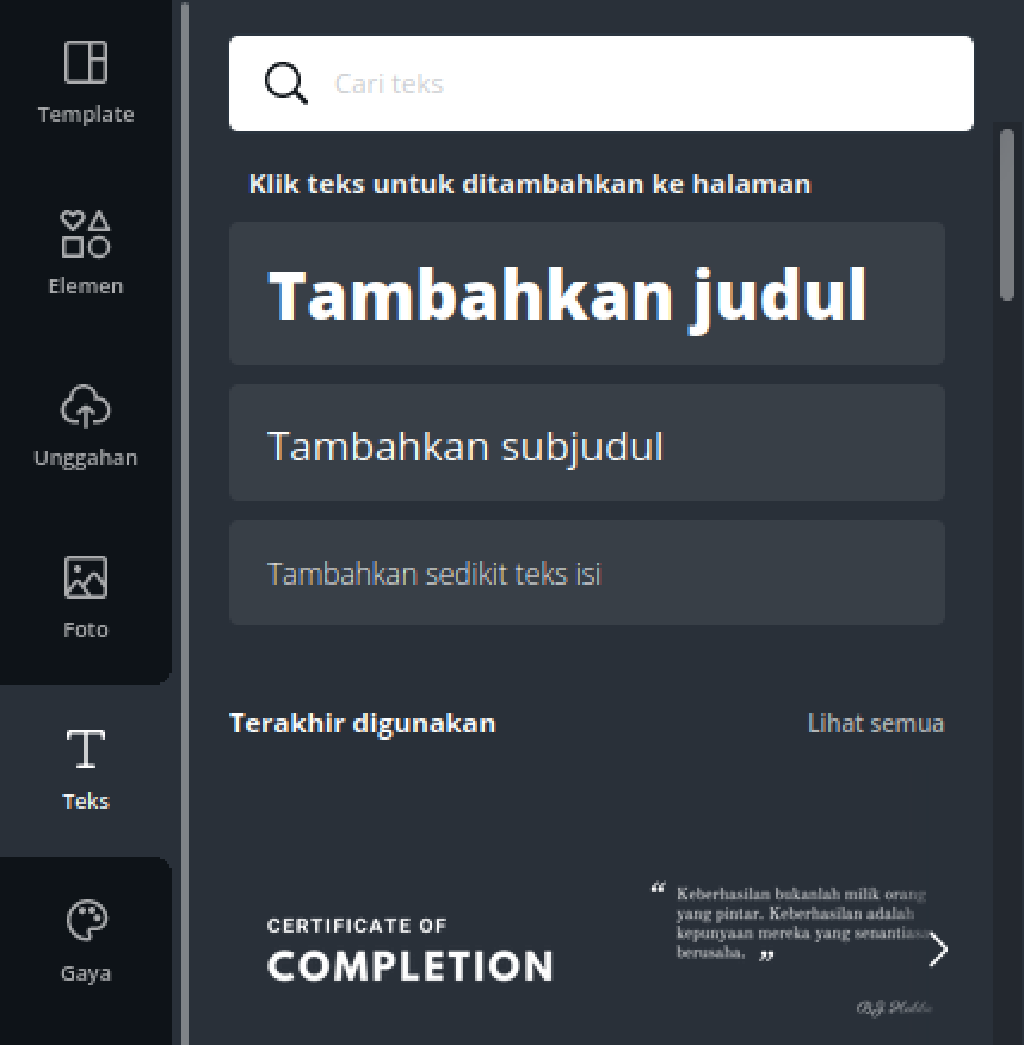 Template
Elemen
Unggahan
Foto
Teks
Gaya
Cari teks
Klik teks untuk ditambahkan ke halaman
Tambahkan judul
Tambahkan subjudul
Tambahkan sedikit teks isi
Terakhir digunakan
Lihat semua
CERTIFICATE OF
COMPLETION
“ Keberhasilan bukanlah milik orang
yang pintar. Keberhasilan adalah
kepunyaan mereka yang senantiasa
berusaha. ”
B.J. Habibie